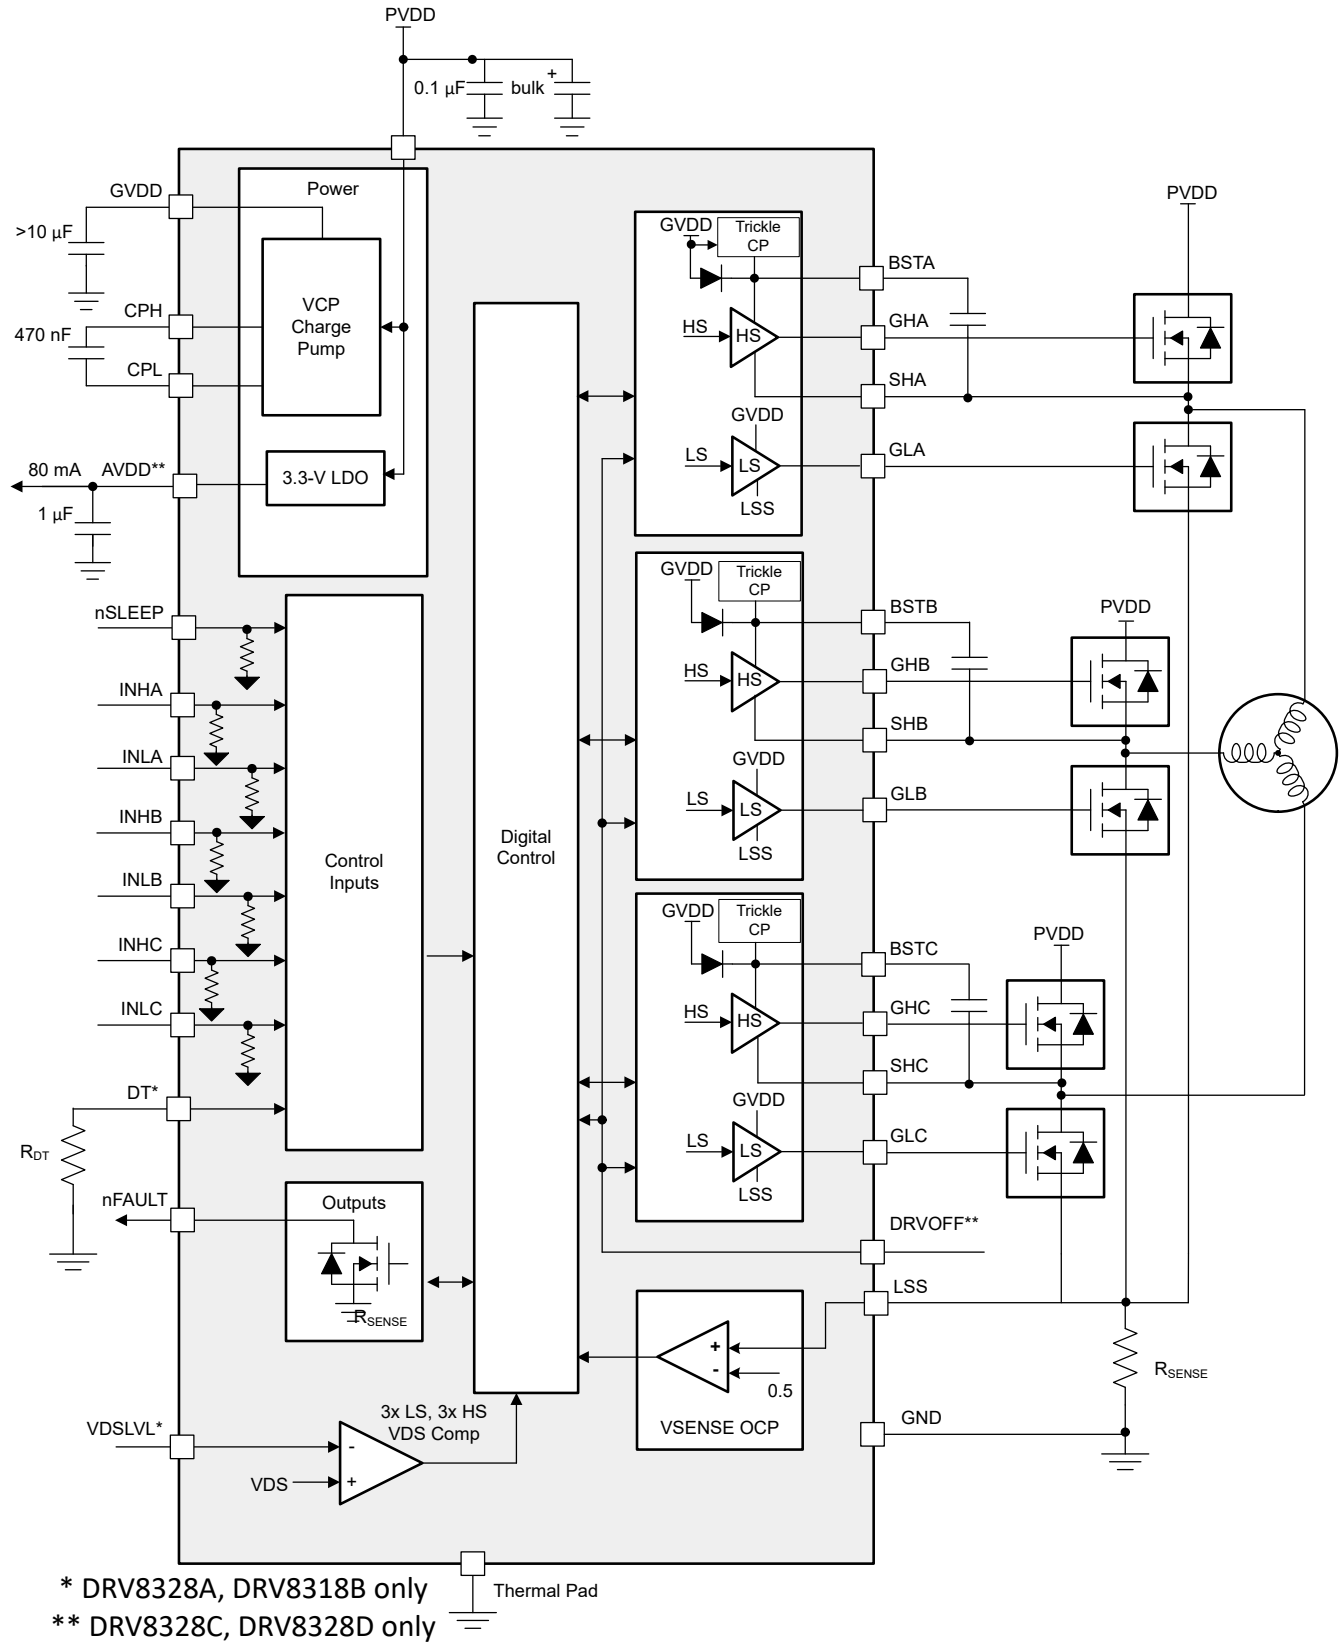 PVDD
0.1 µF
bulk
+
Power
GVDD
>10 µF
CPH
470 nF
CPL
VCP
Charge
Pump
3.3-V LDO
80 mA
AVDD**
1 µF
nSLEEP
INHA
INLA
INHB
INLB
INHC
INLC
DT*
R_DT
nFAULT
Control
Inputs
Outputs
R_SENSE
Digital
Control
VDSLVL*
-
VDS
+
3x LS, 3x HS
VDS Comp
GVDD
Trickle
CP
HS
HS
GVDD
LS
LS
LSS
BSTA
GHA
SHA
GLA
PVDD
GVDD
Trickle
CP
HS
HS
GVDD
LS
LS
LSS
BSTB
GHB
SHB
GLB
PVDD
GVDD
Trickle
CP
HS
HS
GVDD
LS
LS
LSS
BSTC
GHC
SHC
GLC
PVDD
DRVOFF**
LSS
+
-
0.5
VSENSE OCP
R_SENSE
GND
Thermal Pad
* DRV8328A, DRV8318B only
** DRV8328C, DRV8328D only